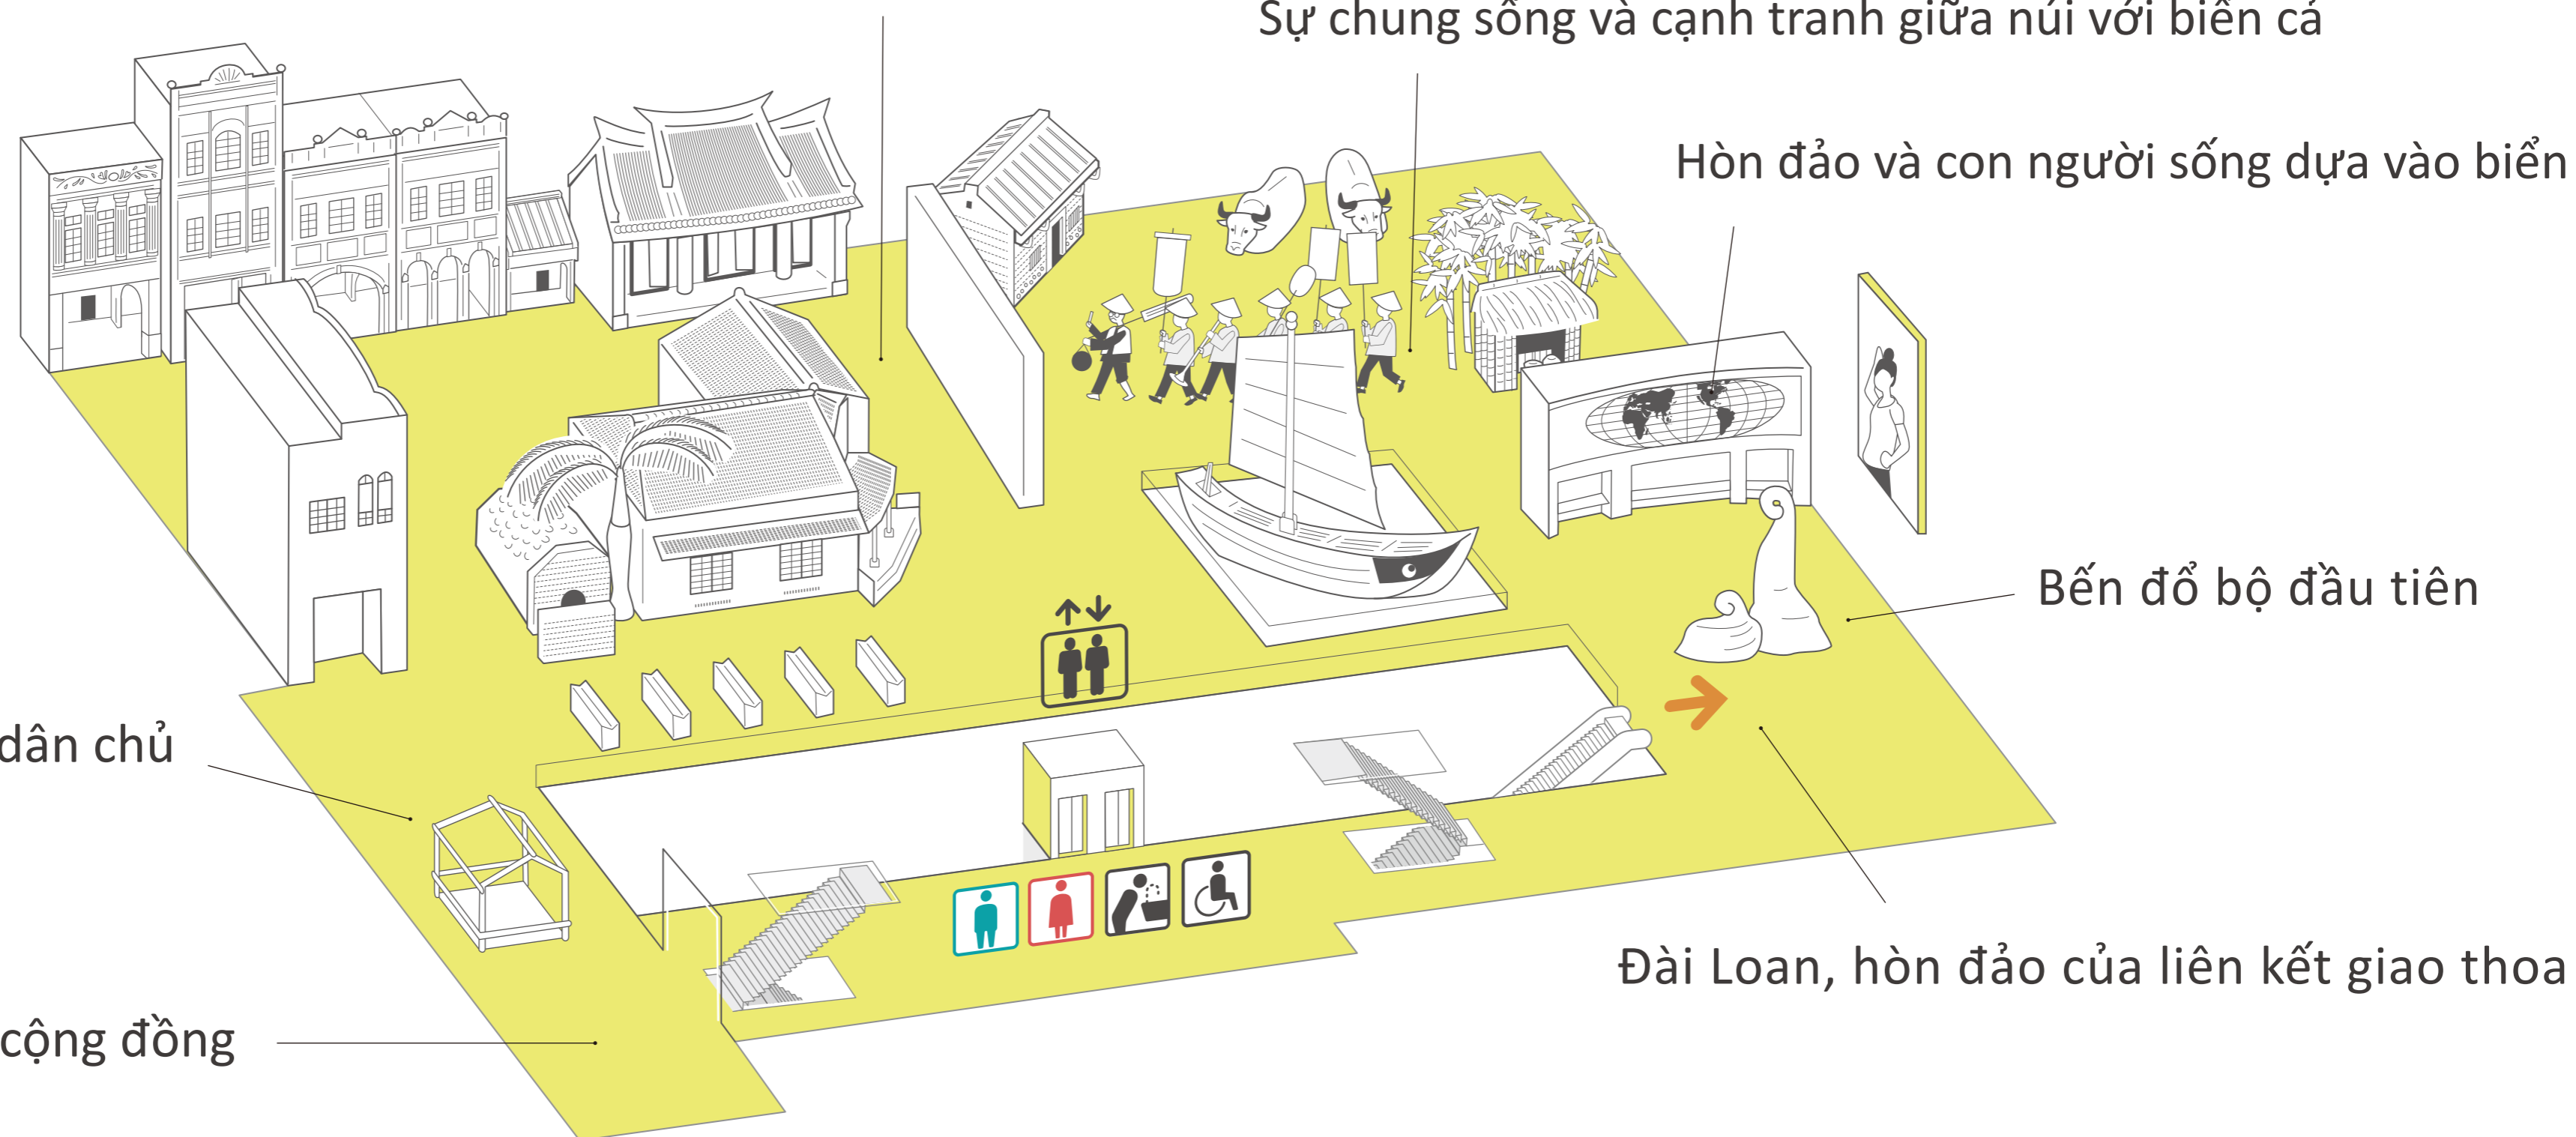 Sự chung sống và cạnh tranh giữa núi với biển cả
Hòn đảo và con người sống dựa vào biển
Bến đổ bộ đầu tiên
dân chủ
Đài Loan, hòn đảo của liên kết giao thoa
cộng đồng